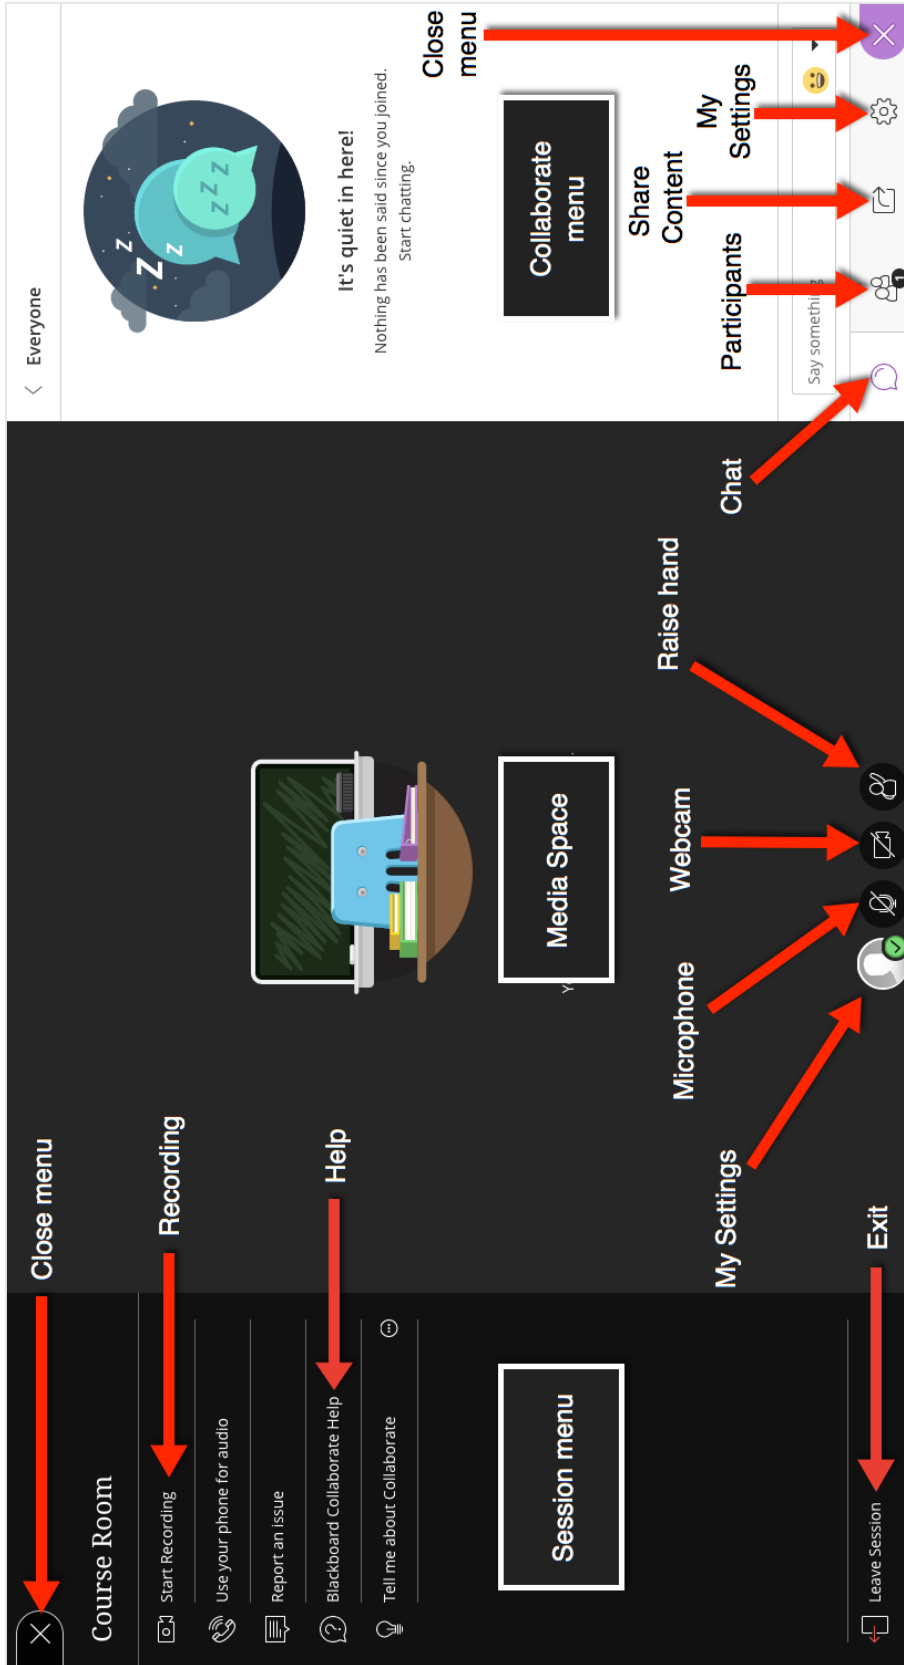 Close menu
Course Room
Start Recording
Recording
Use your phone for audio
Report an issue
Blackboard Collaborate Help
Help
Tell me about Collaborate
Session menu
Leave Session
Exit
Media Space
My Settings
Microphone
Webcam
Raise hand
Chat
Everyone
z
Z
z
z z z
It's quiet in here!
Nothing has been said since you joined.
Start chatting.
Close
menu
Collaborate
menu
Participants
Share
Content
My
Settings
Say something
1